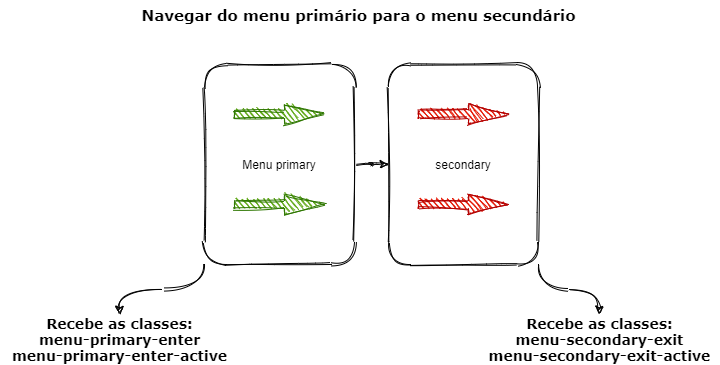 Navegar do menu primário para o menu secundário
Menu primary
secondary
Recebe as classes:
menu-primary-enter
menu-primary-enter-active
Recebe as classes:
menu-secondary-exit
menu-secondary-exit-active